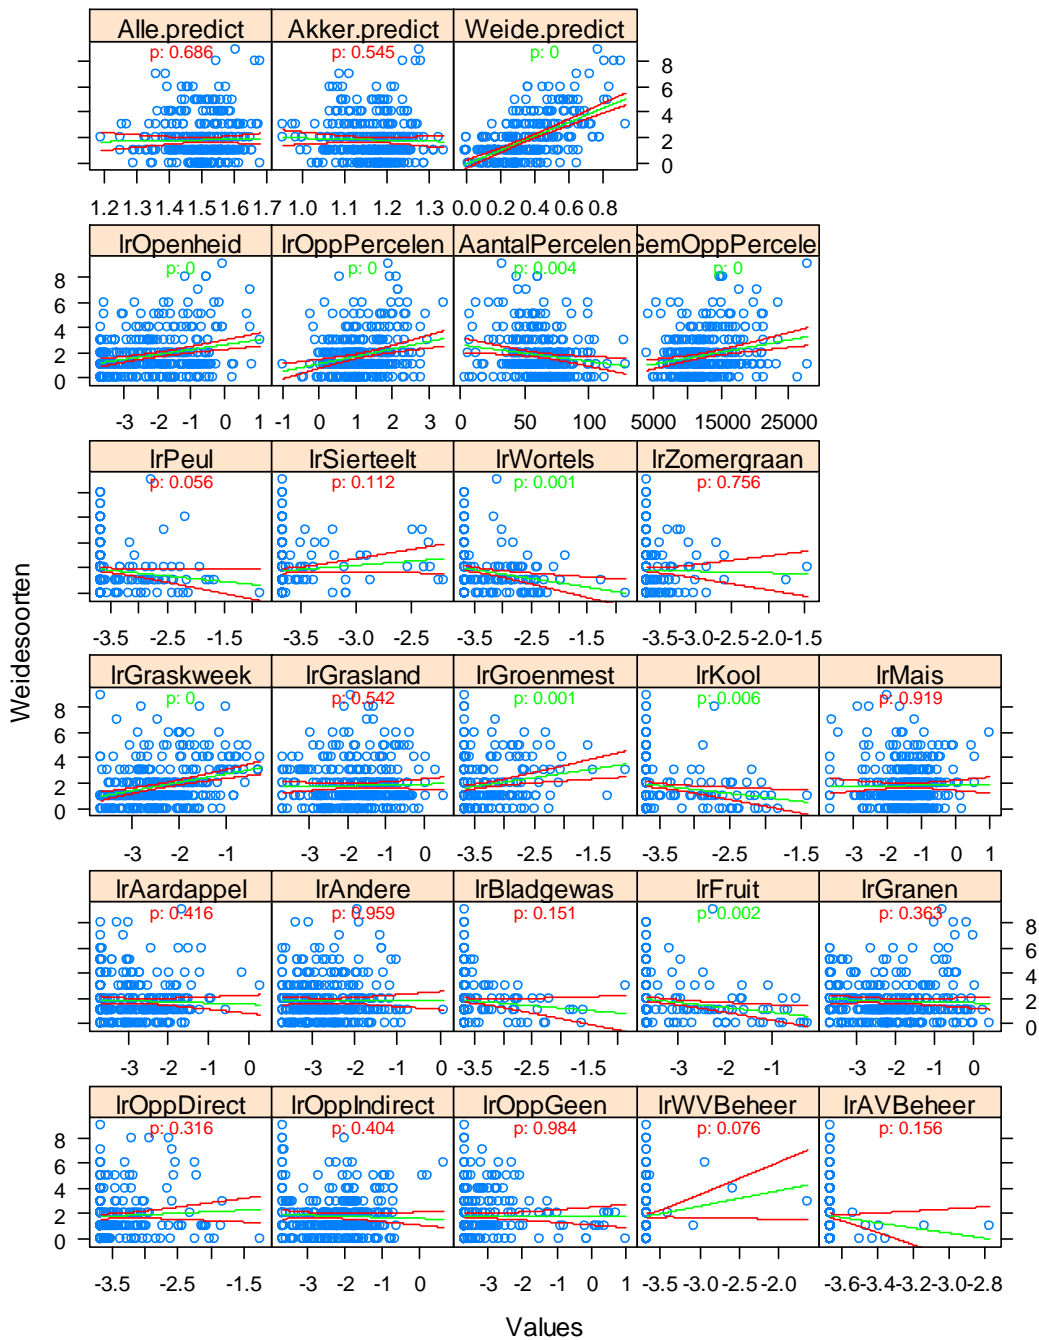 Alle.predict Akker.predict Weide.predict
p: 0.686 p: 0.545 p: 0
8
6
4
2
0
1.2 1.3 1.4 1.5 1.6 1.7 1.0 1.1 1.2 1.3 0.0 0.2 0.4 0.6 0.8
lrOpenheid lrOppPercelen AantalPercelen GemOppPercele
p: 0 p: 0 p: 0.004 p: 0
8
6
4
2
0
-3 -2 -1 0 1 -1 0 1 2 3 0 50 100 5000 15000 25000
lrPeul lrSierteelt lrWortels lrZomergraan
p: 0.056 p: 0.112 p: 0.001 p: 0.756
-3.5 -2.5 -1.5 -3.5 -3.0 -2.5 -3.5 -2.5 -1.5 -3.5 -3.0 -2.5 -2.0 -1.5
Weidesoorten
lrGraskweek lrGrasland lrGroenmest lrKool lrMais
p: 0 p: 0.542 p: 0.001 p: 0.006 p: 0.919
8
6
4
2
0
-3 -2 -1 -3 -2 -1 0 -3.5 -2.5 -1.5 -3.5 -2.5 -1.5 -3 -2 -1 0 1
lrAardappel lrAndere lrBladgewas lrFruit lrGranen
p: 0.416 p: 0.959 p: 0.151 p: 0.002 p: 0.363
8
6
4
2
0
-3 -2 -1 0 -3 -2 -1 0 -3.5 -2.5 -1.5 -3 -2 -1 -3 -2 -1 0
lrOppDirect lrOppIndirect lrOppGeen lrWVBeheer lrAVBeheer
p: 0.316 p: 0.404 p: 0.984 p: 0.076 p: 0.156
8
6
4
2
0
-3.5 -2.5 -1.5 -3 -2 -1 0 -3 -2 -1 0 1 -3.5 -3.0 -2.5 -2.0 -3.6 -3.4 -3.2 -3.0 -2.8
Values